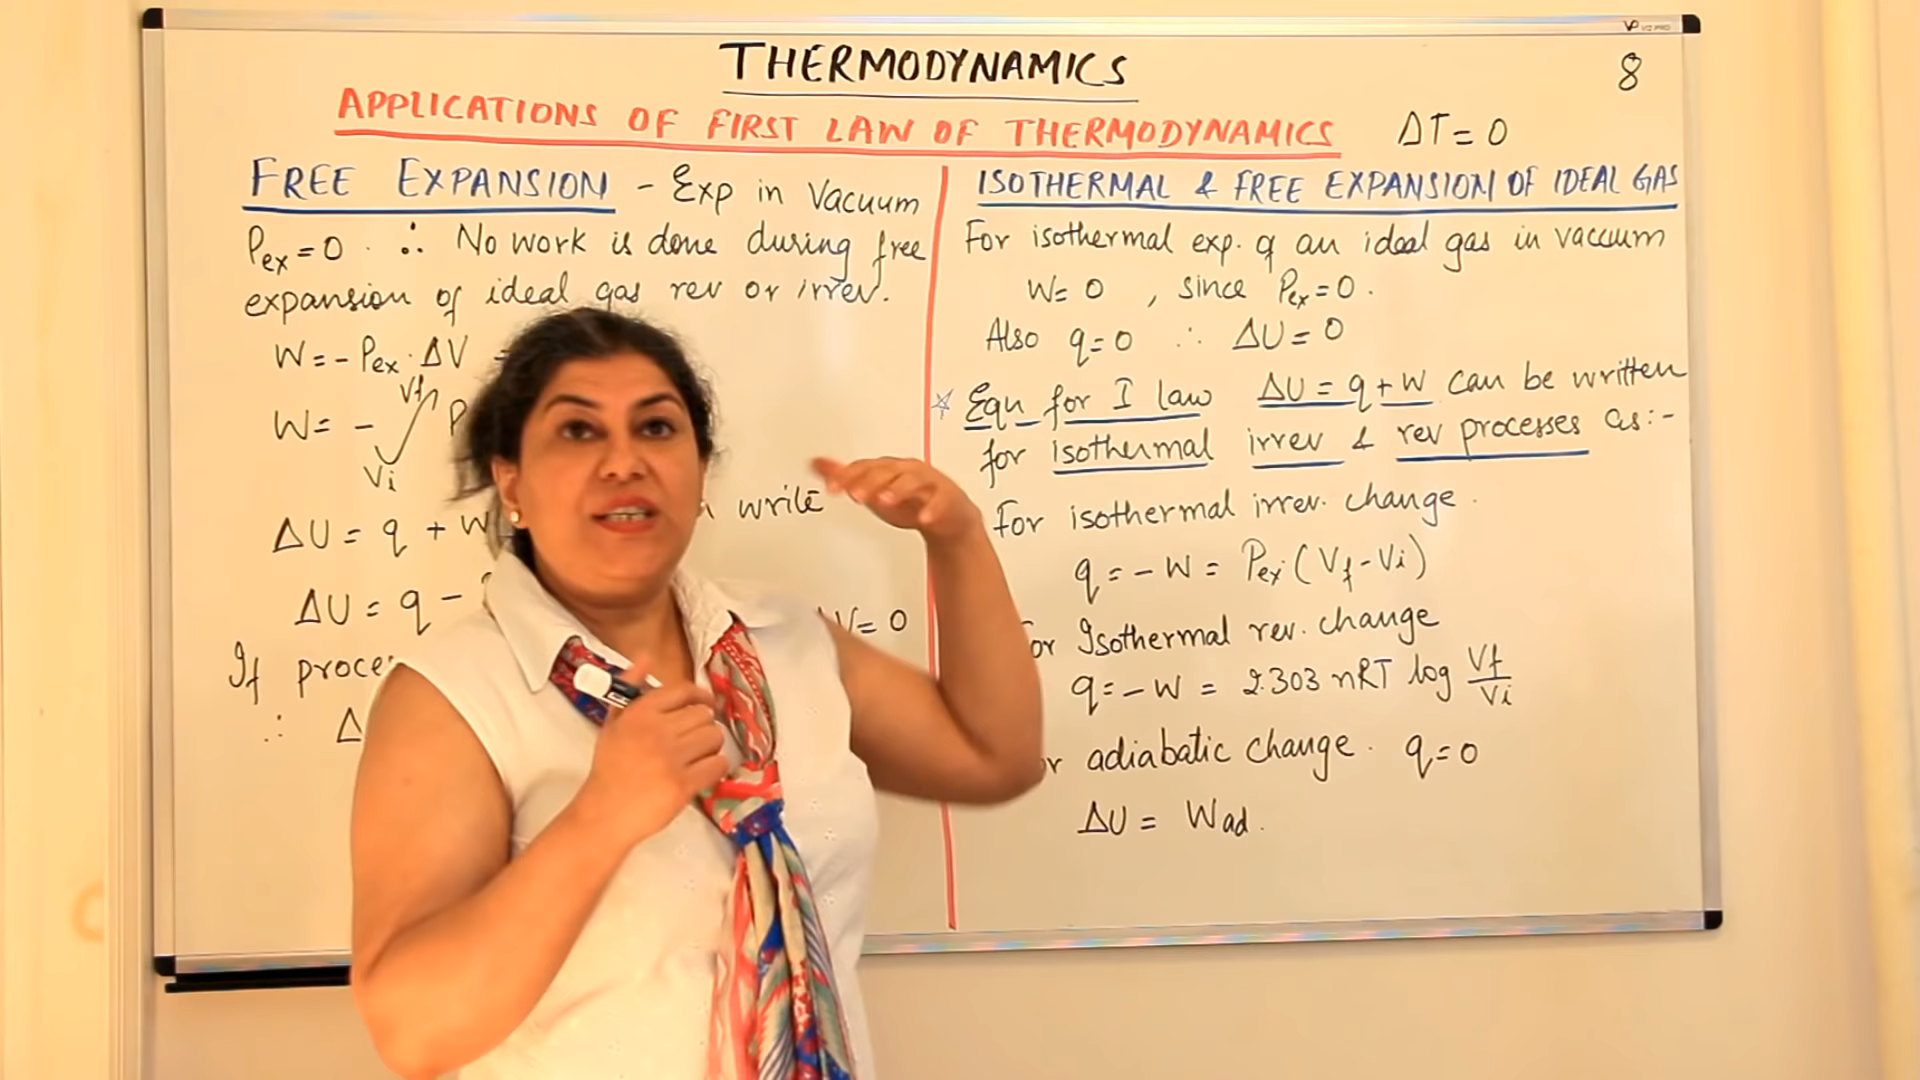 THERMODYNAMICS
8
APPLICATIONS OF FIRST LAW OF THERMODYNAMICS
ΔT = 0
FREE EXPANSION - Exp in Vacuum
Pex = 0 . ∴ No work is done during free
expansion of ideal gas rev or irrev.
W = - Pex . ΔV
W = - ∫ Vf Vi P
ΔU = q + W
write
ΔU = q -
V = 0
If
∴ Δ
ISOTHERMAL & FREE EXPANSION OF IDEAL GAS
For isothermal exp. of an ideal gas in vaccum
W = 0 , since Pex = 0 .
Also q = 0 ∴ ΔU = 0
☆ Equ for I law ΔU = q + W can be written
for isothermal irrev & rev processes as:-
For isothermal irrev. change .
q = - W = Pex (Vf - Vi)
or Isothermal rev. change
q = - W = 2.303 nRT log Vf/Vi
r adiabatic change . q = 0
ΔU = Wad .